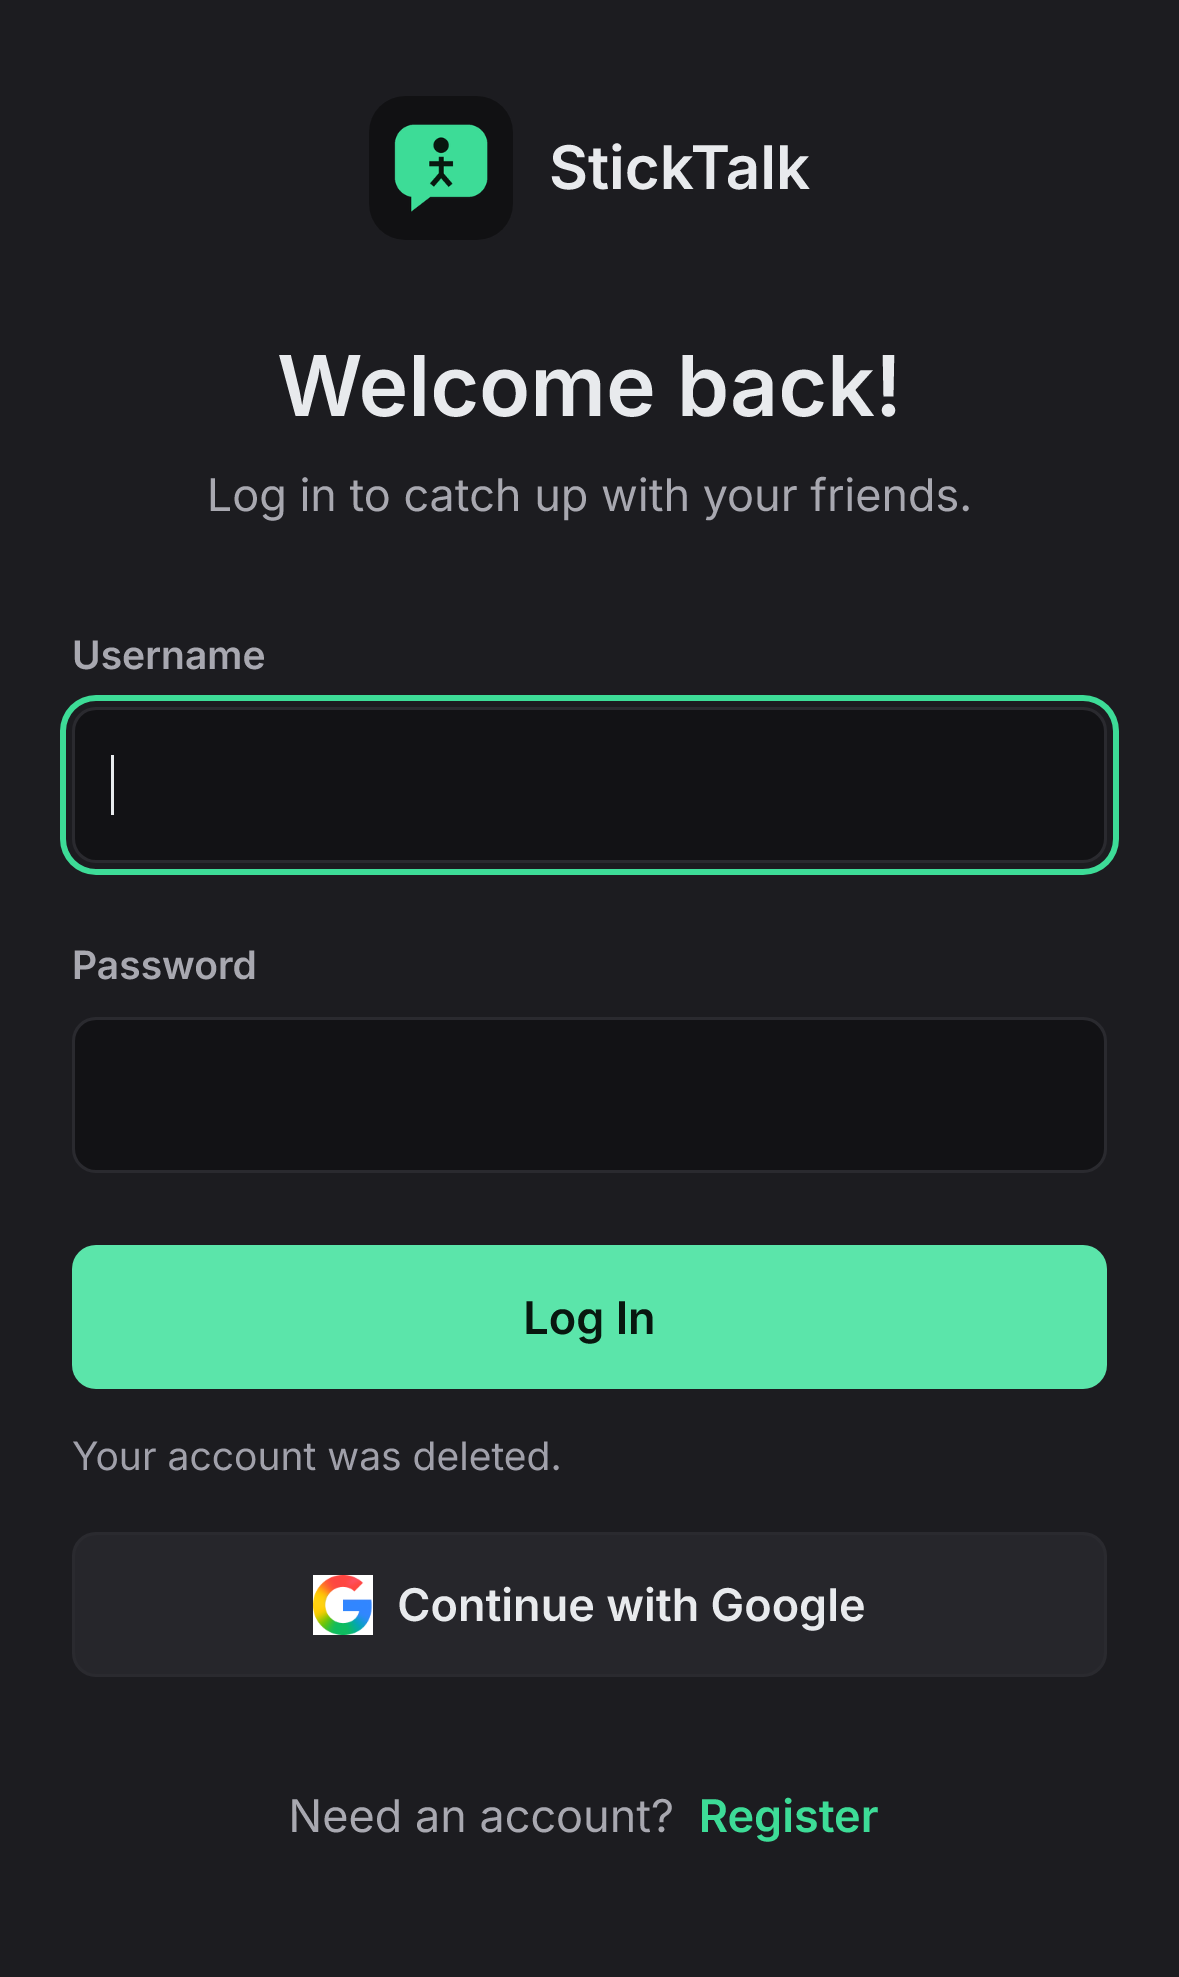 StickTalk
Welcome back!
Log in to catch up with your friends.
Username
Password
Log In
Your account was deleted.
Continue with Google
Need an account? Register